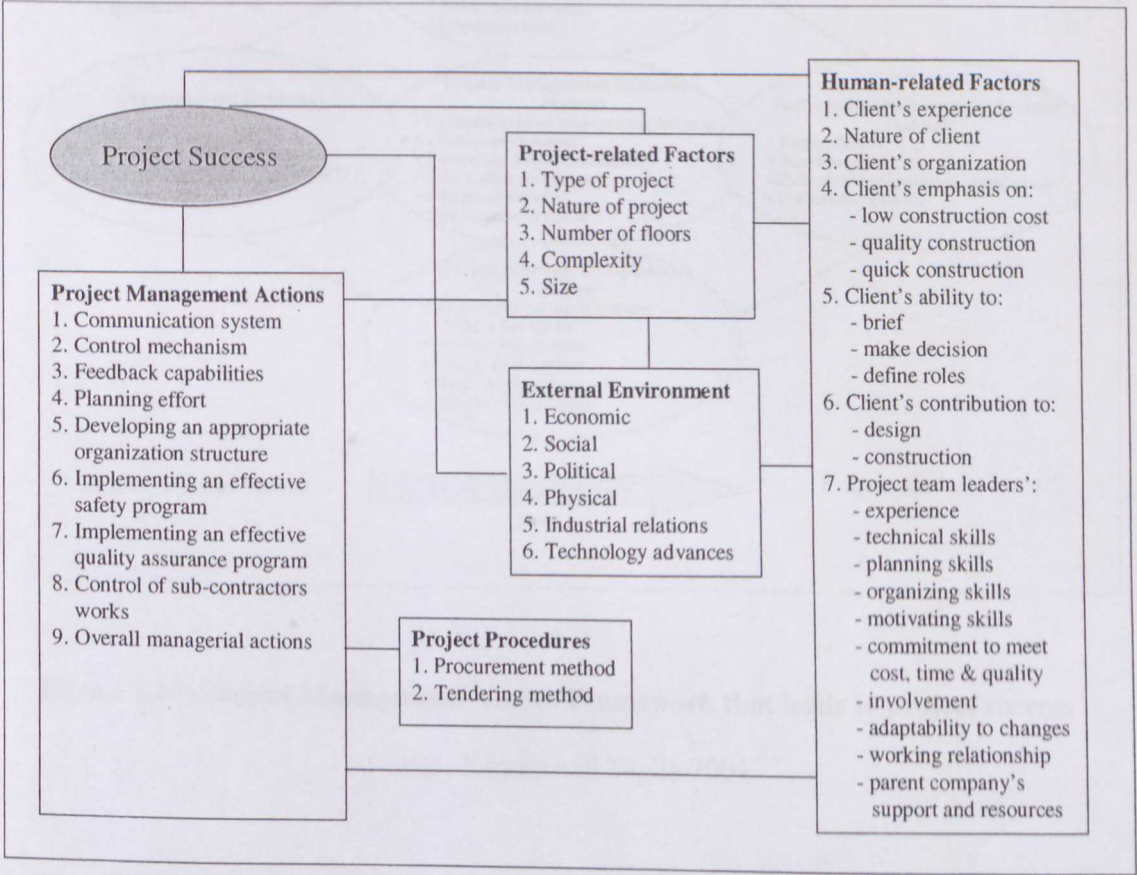 Project Success
Project Management Actions
1. Communication system
2. Control mechanism
3. Feedback capabilities
4. Planning effort
5. Developing an appropriate
organization structure
6. Implementing an effective
safety program
7. Implementing an effective
quality assurance program
8. Control of sub-contractors
works
9. Overall managerial actions
Project-related Factors
1. Type of project
2. Nature of project
3. Number of floors
4. Complexity
5. Size
External Environment
1. Economic
2. Social
3. Political
4. Physical
5. Industrial relations
6. Technology advances
Project Procedures
1. Procurement method
2. Tendering method
Human-related Factors
1. Client's experience
2. Nature of client
3. Client's organization
4. Client's emphasis on:
- low construction cost
- quality construction
- quick construction
5. Client's ability to:
- brief
- make decision
- define roles
6. Client's contribution to:
- design
- construction
7. Project team leaders':
- experience
- technical skills
- planning skills
- organizing skills
- motivating skills
- commitment to meet
cost, time & quality
- involvement
- adaptability to changes
- working relationship
- parent company's
support and resources